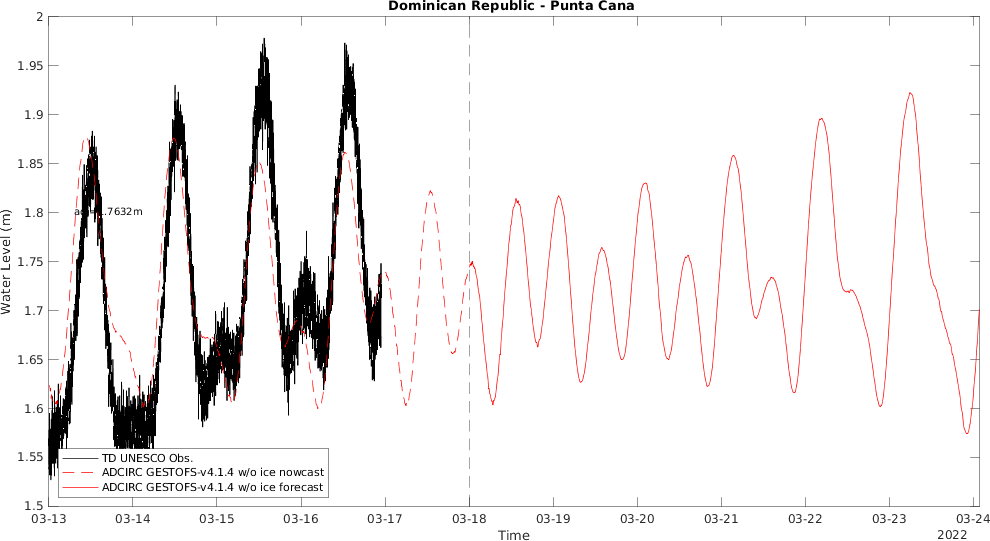 Dominican Republic - Punta Cana
Water Level (m)
2
1.95
1.9
1.85
1.8
1.75
1.7
1.65
1.6
1.55
1.5
1.7632m
TD UNESCO Obs.
ADCIRC GESTOFS-v4.1.4 w/o ice nowcast
ADCIRC GESTOFS-v4.1.4 w/o ice forecast
03-13 03-14 03-15 03-16 03-17 03-18 03-19 03-20 03-21 03-22 03-23 03-24
Time
2022